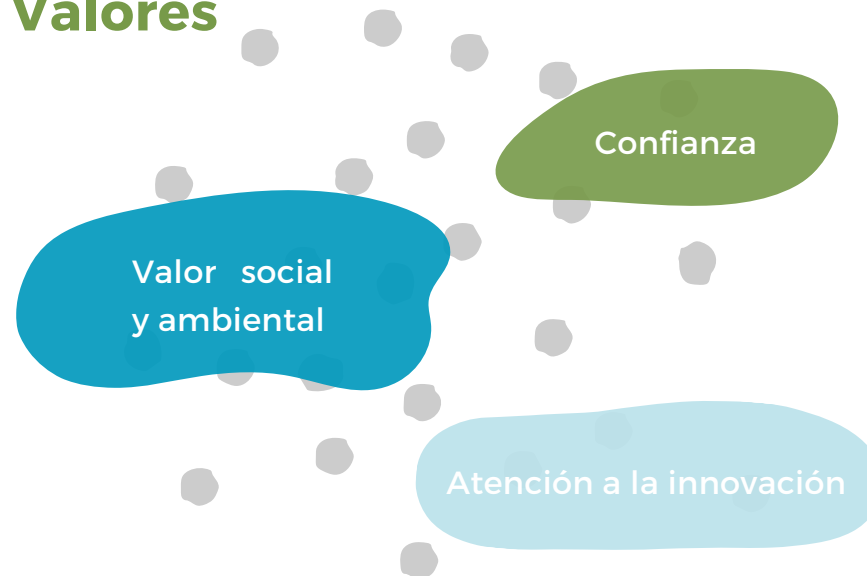 Valores
Confianza
Valor social
y ambiental
Atención a la innovación